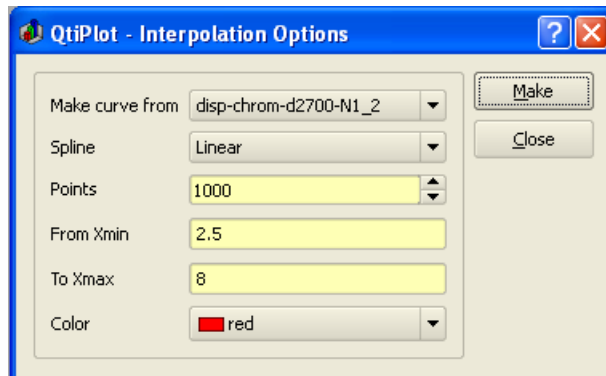 QtiPlot - Interpolation Options
Make curve from disp-chrom-d2700-N1_2
Make
Spline Linear
Close
Points 1000
From Xmin 2.5
To Xmax 8
Color red